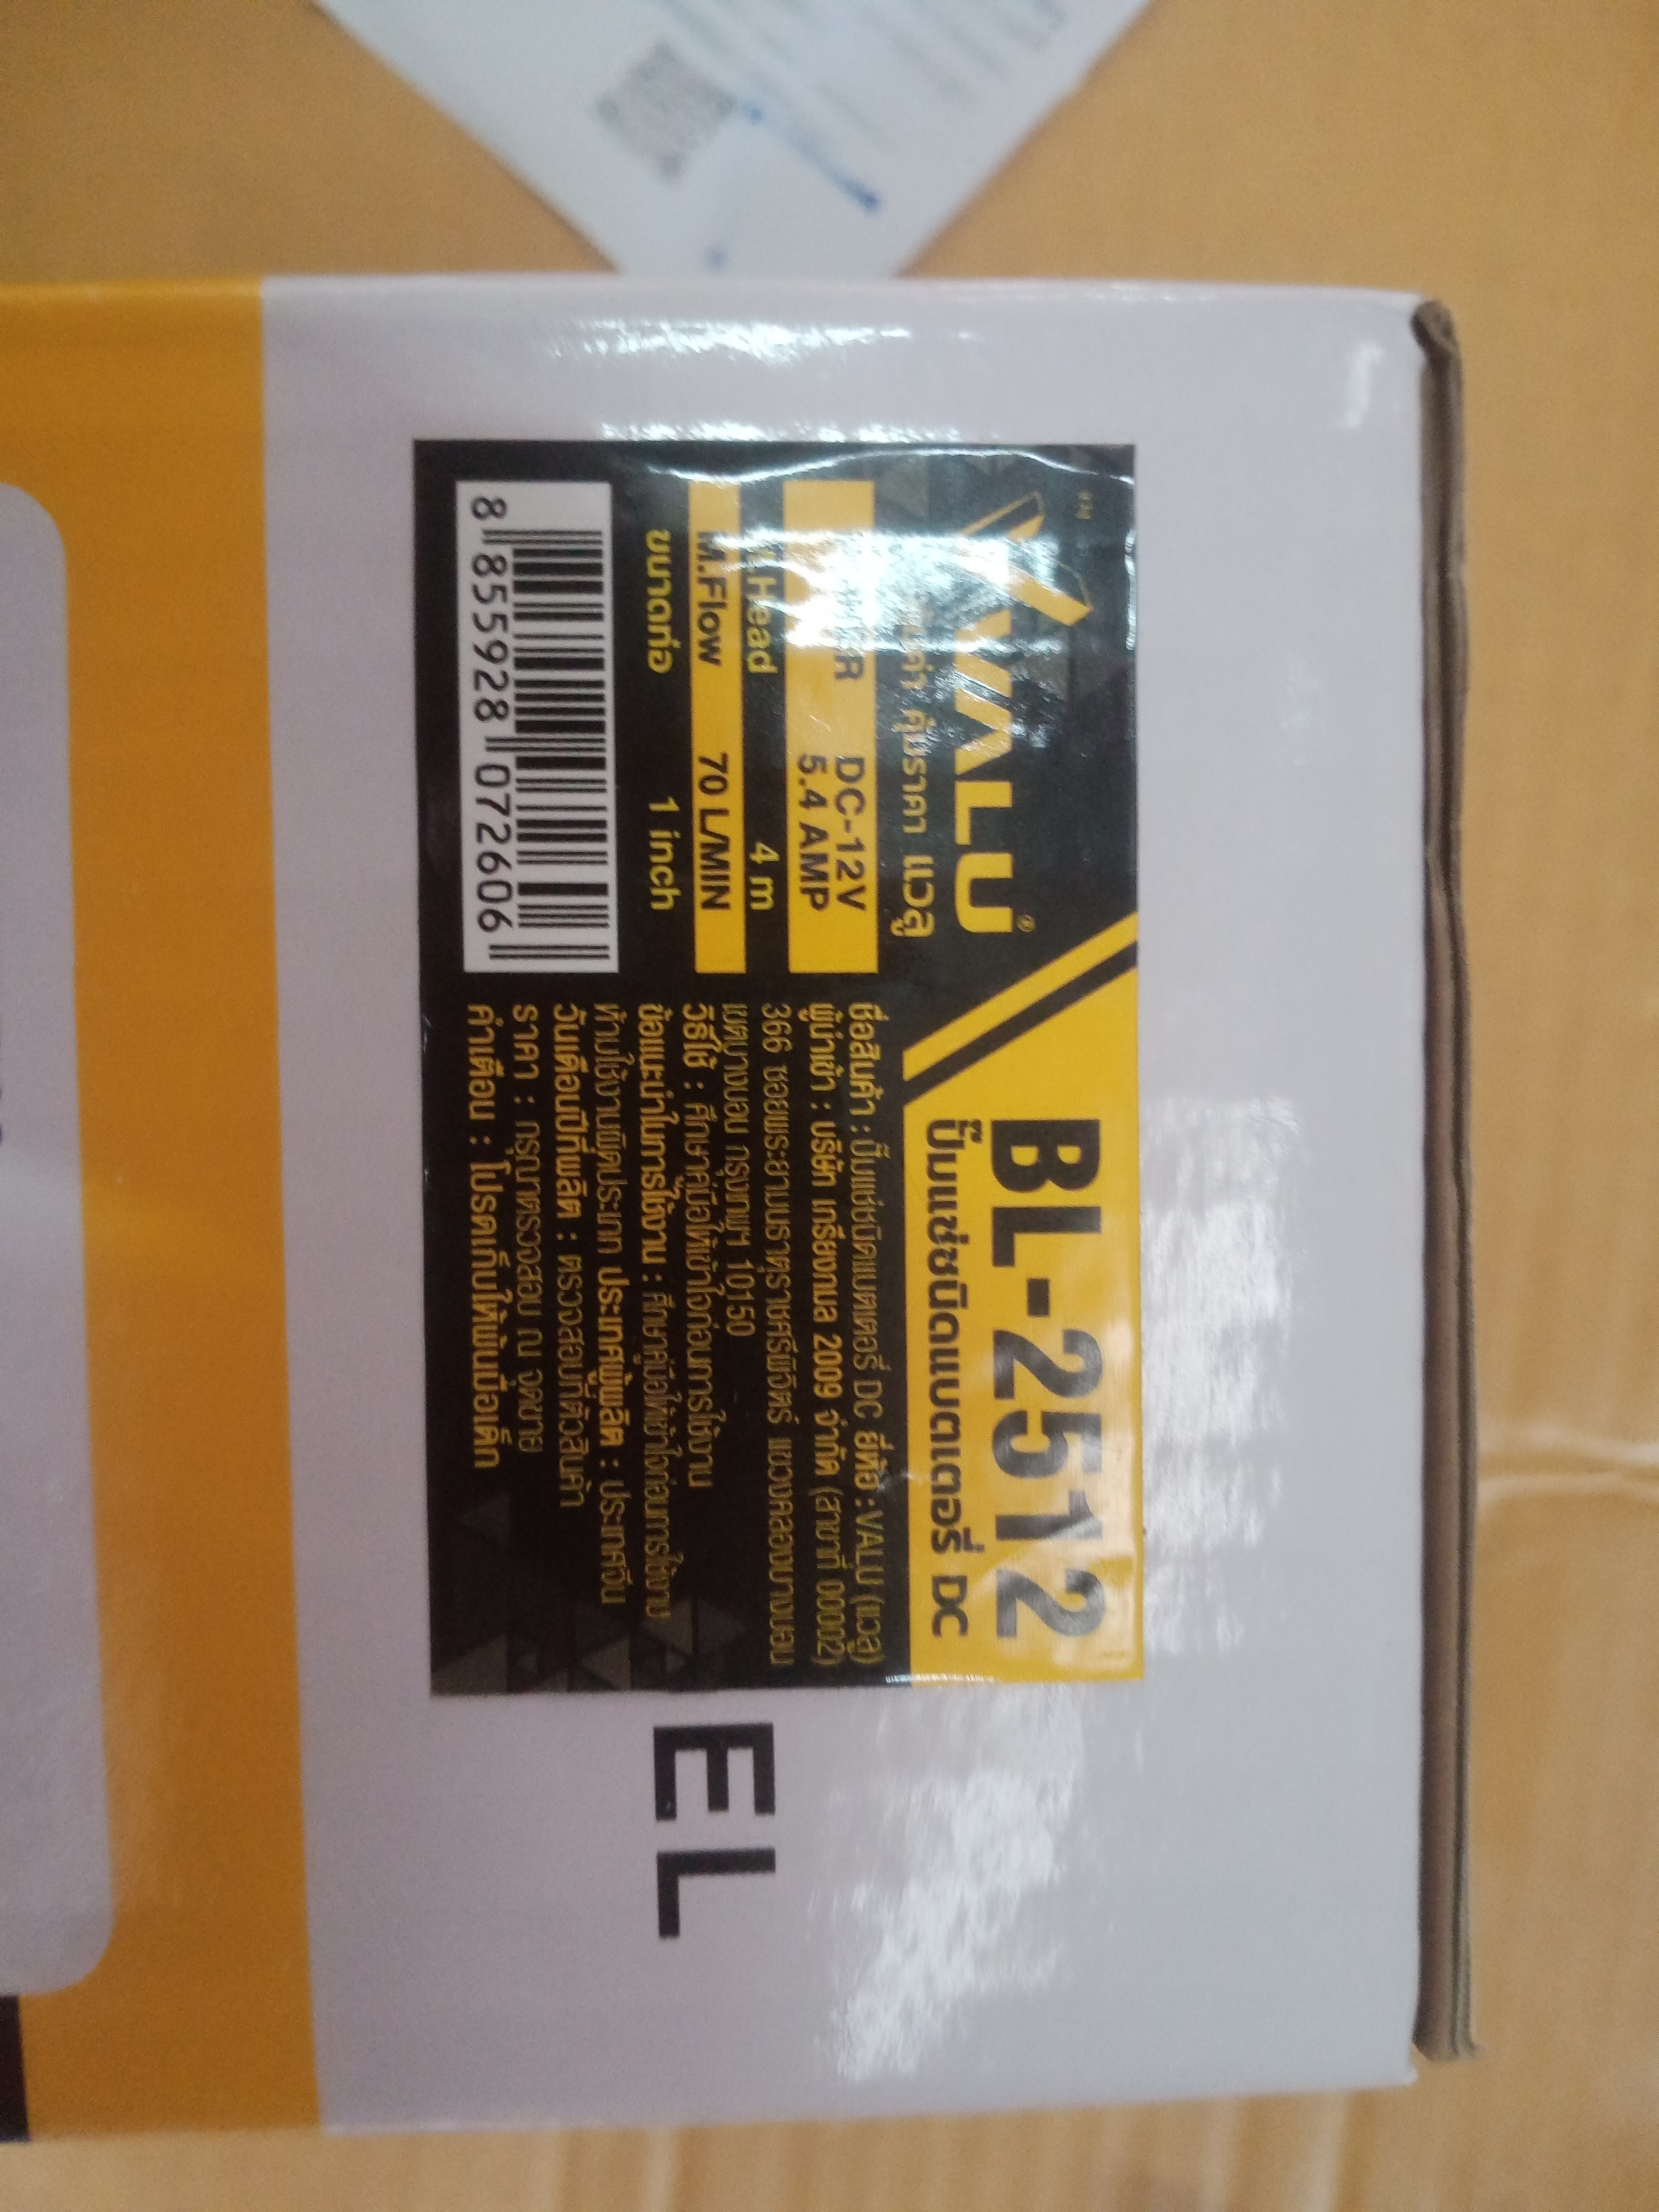 VALU®
คุ้มราคา แวลู
DC-12V
5.4 AMP
Head 4 m
M.Flow 70 L/MIN
ขนาดท่อ 1 inch
8 855928 072606
BL-2512
ปั๊มแช่ชนิดแบตเตอรี่ DC
ชื่อสินค้า : ปั๊มแช่ชนิดแบตเตอรี่ DC ยี่ห้อ : VALU (แวลู)
ผู้นำเข้า : บริษัท เกรียงกมล 2009 จำกัด (สาขาที่ 00002)
366 ซอยพระยามนธาตุราชศรีพิจิตร์ แขวงคลองบางบอน
เขตบางบอน กรุงเทพฯ 10150
วิธีใช้ : ศึกษาคู่มือให้เข้าใจก่อนการใช้งาน
ข้อแนะนำในการใช้งาน : ศึกษาคู่มือให้เข้าใจก่อนการใช้งาน
ห้ามใช้งานผิดประเภท ประเทศผู้ผลิต : ประเทศจีน
วันเดือนปีที่ผลิต : ตรวจสอบที่ตัวสินค้า
ราคา : กรุณาตรวจสอบ ณ จุดขาย
คำเตือน : โปรดเก็บให้พ้นมือเด็ก
EL